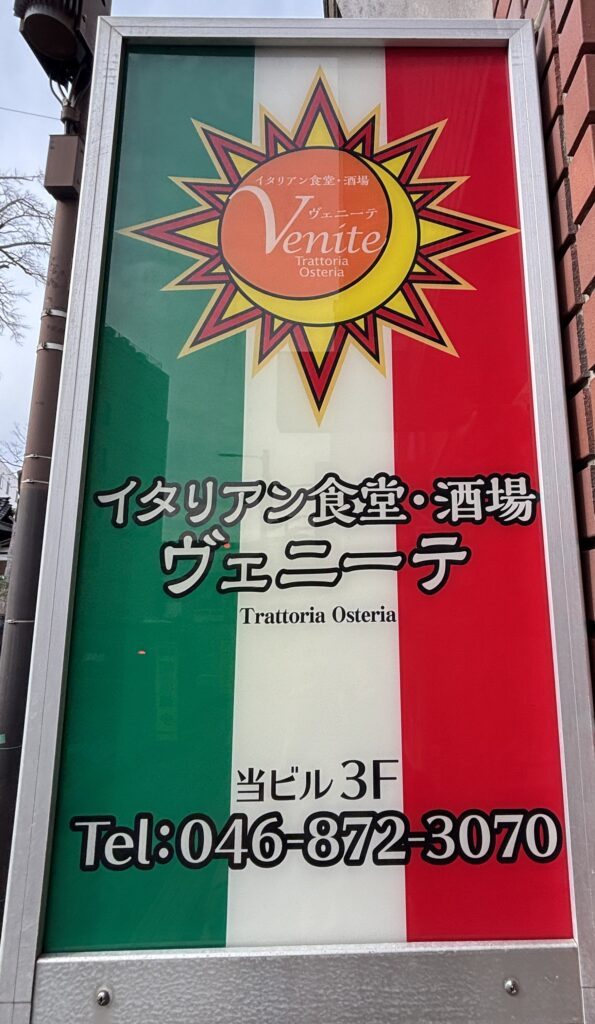 イタリアン食堂・酒場
ヴェニーテ
Venite
Trattoria
Osteria
イタリアン食堂・酒場
ヴェニーテ
Trattoria Osteria
当ビル 3F
Tel:046-872-3070